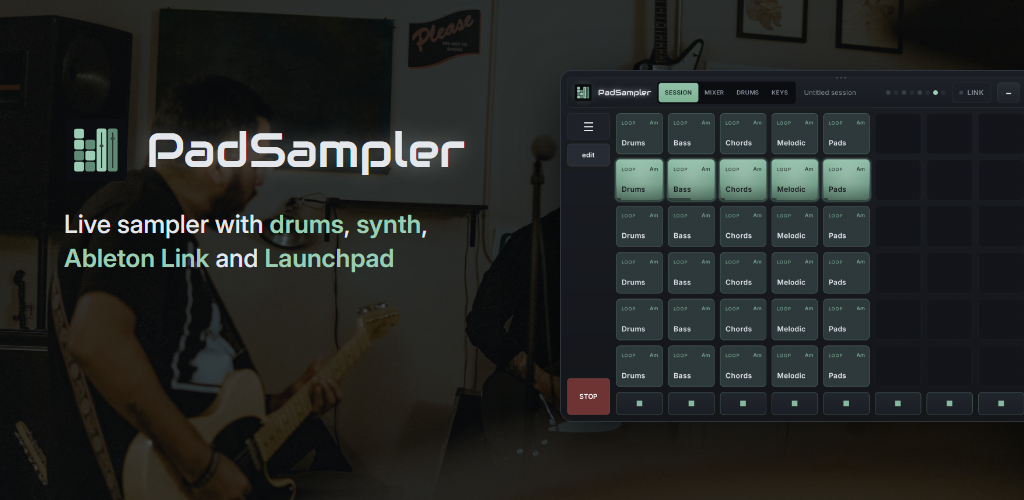 Please
PadSampler
Live sampler with drums, synth,
Ableton Link and Launchpad
PadSampler SESSION MIXER DRUMS KEYS Untitled session LINK –
edit
LOOP Am LOOP Am LOOP Am LOOP Am LOOP Am
Drums Bass Chords Melodic Pads
LOOP Am LOOP Am LOOP Am LOOP Am LOOP Am
Drums Bass Chords Melodic Pads
LOOP Am LOOP Am LOOP Am LOOP Am LOOP Am
Drums Bass Chords Melodic Pads
LOOP Am LOOP Am LOOP Am LOOP Am LOOP Am
Drums Bass Chords Melodic Pads
LOOP Am LOOP Am LOOP Am LOOP Am LOOP Am
Drums Bass Chords Melodic Pads
LOOP Am LOOP Am LOOP Am LOOP Am LOOP Am
Drums Bass Chords Melodic Pads
STOP